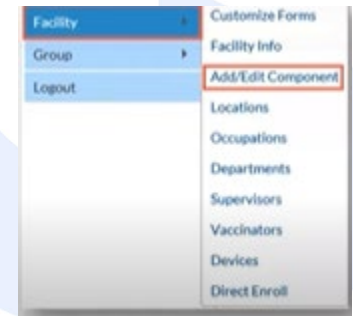 Facility
Group
Logout
Customize Forms
Facility Info
Add/Edit Component
Locations
Occupations
Departments
Supervisors
Vaccinators
Devices
Direct Enroll